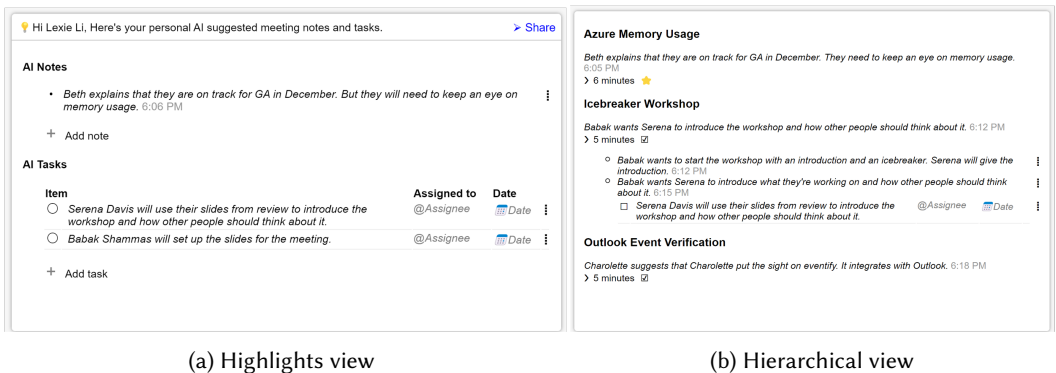 💡 Hi Lexie Li, Here's your personal AI suggested meeting notes and tasks.
➢ Share
AI Notes
• Beth explains that they are on track for GA in December. But they will need to keep an eye on
memory usage. 6:06 PM
+ Add note
AI Tasks
Item Assigned to Date
Serena Davis will use their slides from review to introduce the @Assignee Date
workshop and how other people should think about it.
Babak Shammas will set up the slides for the meeting. @Assignee Date
+ Add task
(a) Highlights view
Azure Memory Usage
Beth explains that they are on track for GA in December. They need to keep an eye on memory usage.
6:05 PM
> 6 minutes ⭐
Icebreaker Workshop
Babak wants Serena to introduce the workshop and how other people should think about it. 6:12 PM
> 5 minutes ☑
Babak wants to start the workshop with an introduction and an icebreaker. Serena will give the
introduction. 6:12 PM
Babak wants Serena to introduce what they're working on and how other people should think
about it. 6:15 PM
Serena Davis will use their slides from review to introduce the @Assignee Date
workshop and how other people should think about it.
Outlook Event Verification
Charolette suggests that Charolette put the sight on eventify. It integrates with Outlook. 6:18 PM
> 5 minutes ☑
(b) Hierarchical view